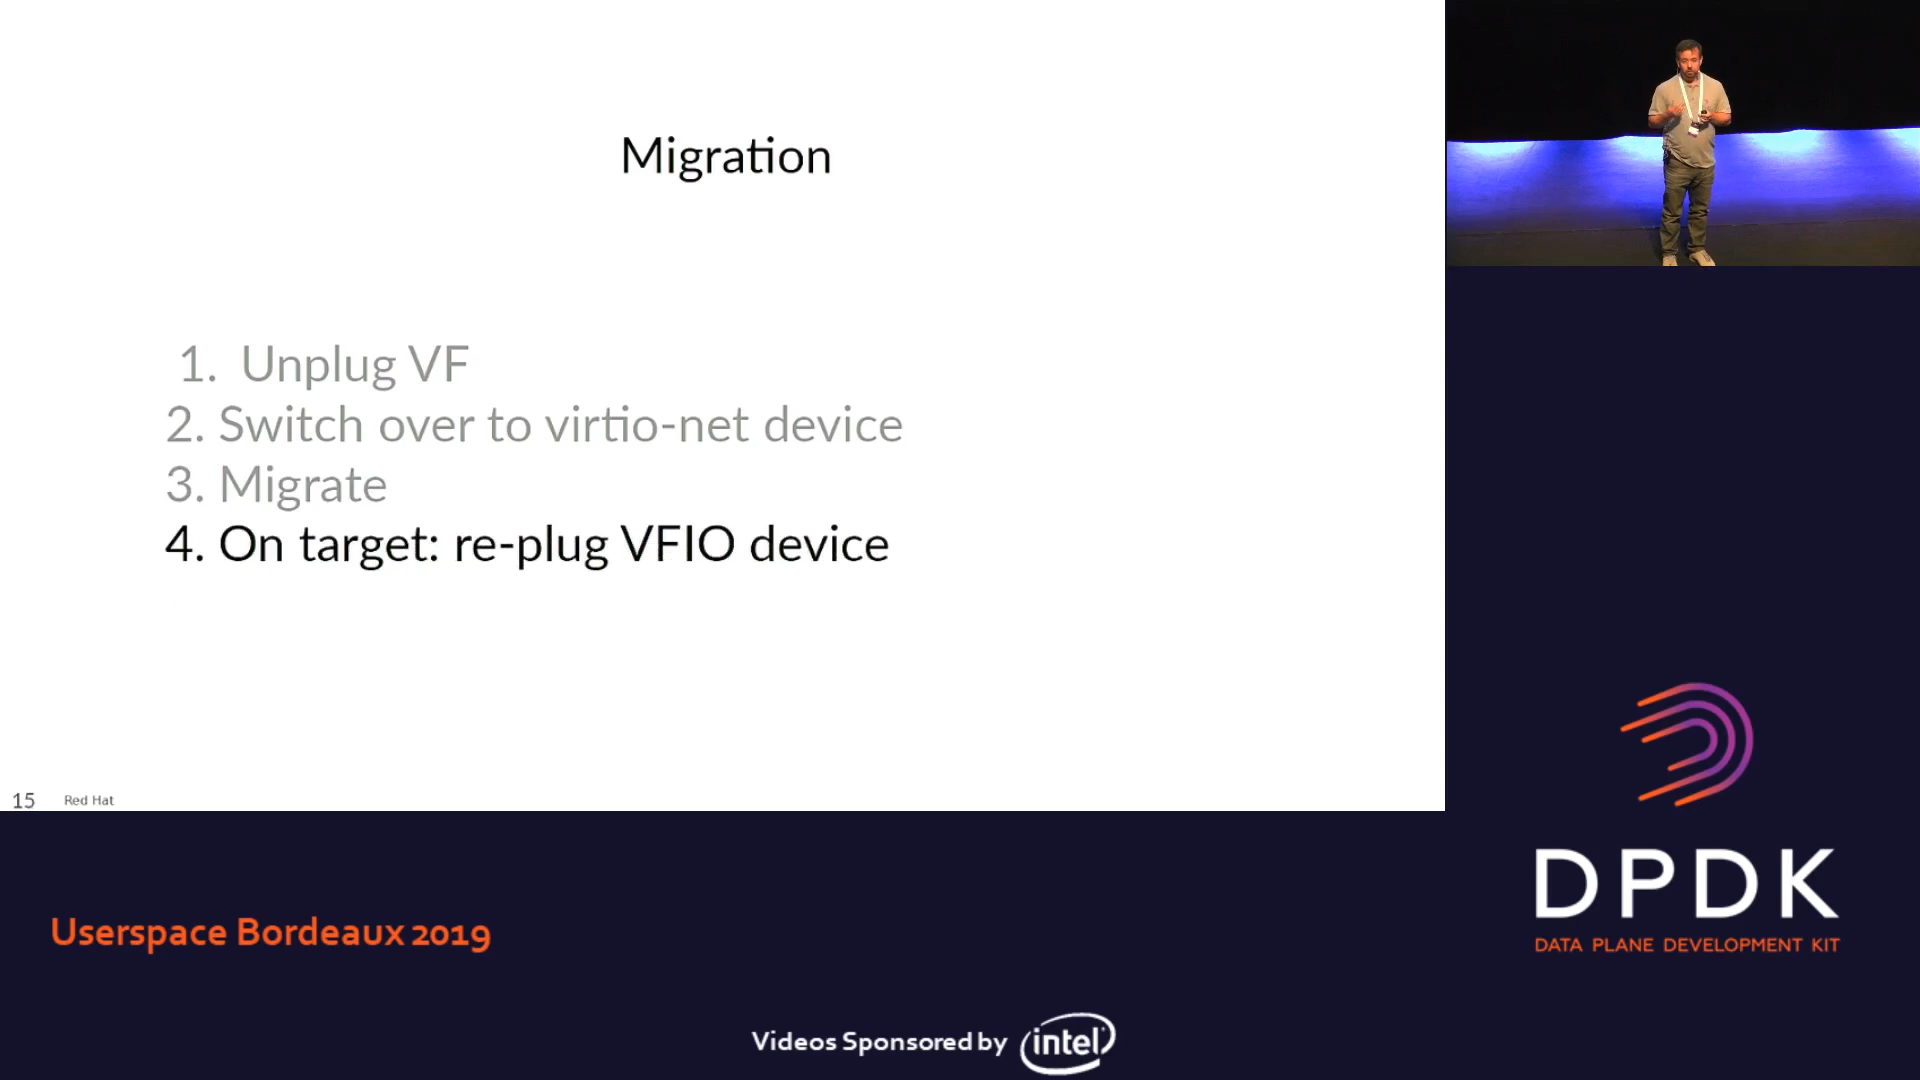 Migration
1. Unplug VF
2. Switch over to virtio-net device
3. Migrate
4. On target: re-plug VFIO device
15 Red Hat
DPDK
DATA PLANE DEVELOPMENT KIT
Userspace Bordeaux 2019
Videos Sponsored by intel